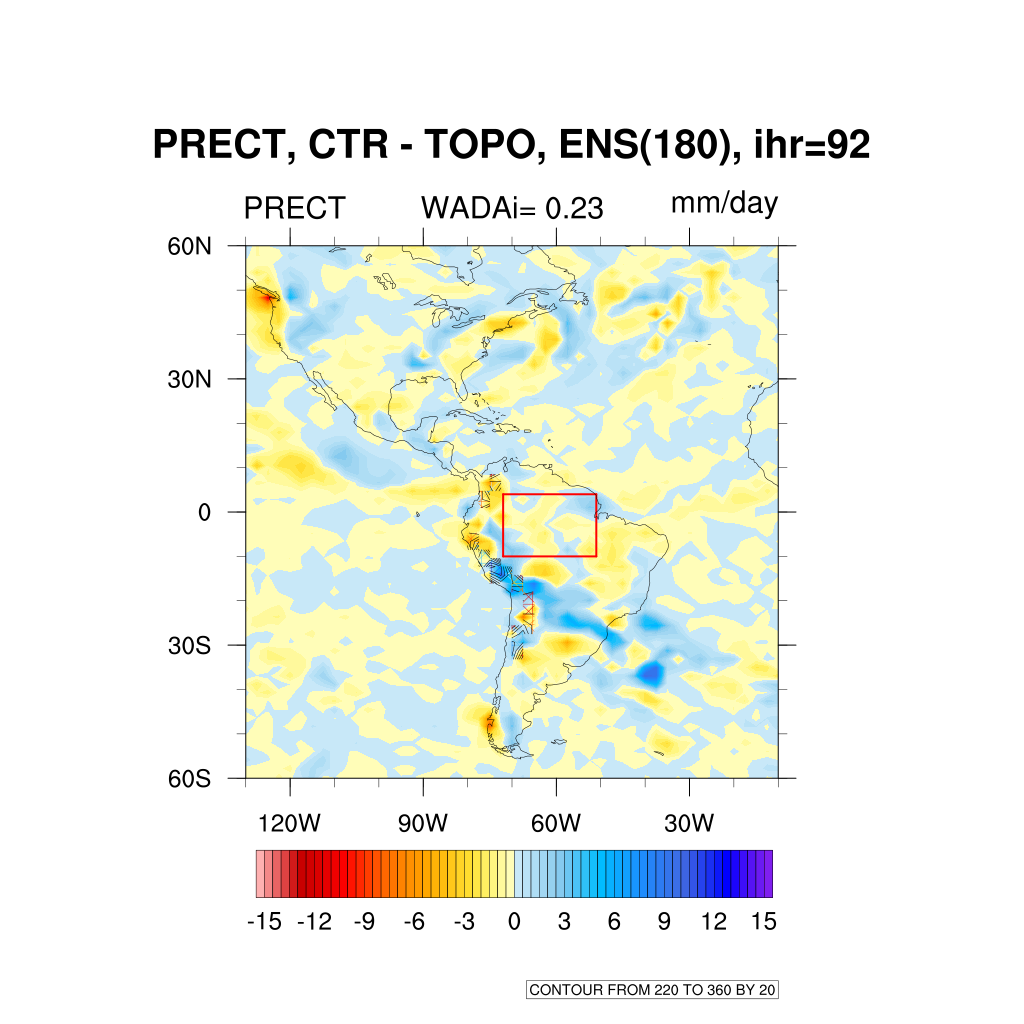 PRECT, CTR - TOPO, ENS(180), ihr=92
PRECT WADAi= 0.23 mm/day
60N
30N
0
30S
60S
120W 90W 60W 30W
-15 -12 -9 -6 -3 0 3 6 9 12 15
CONTOUR FROM 220 TO 360 BY 20